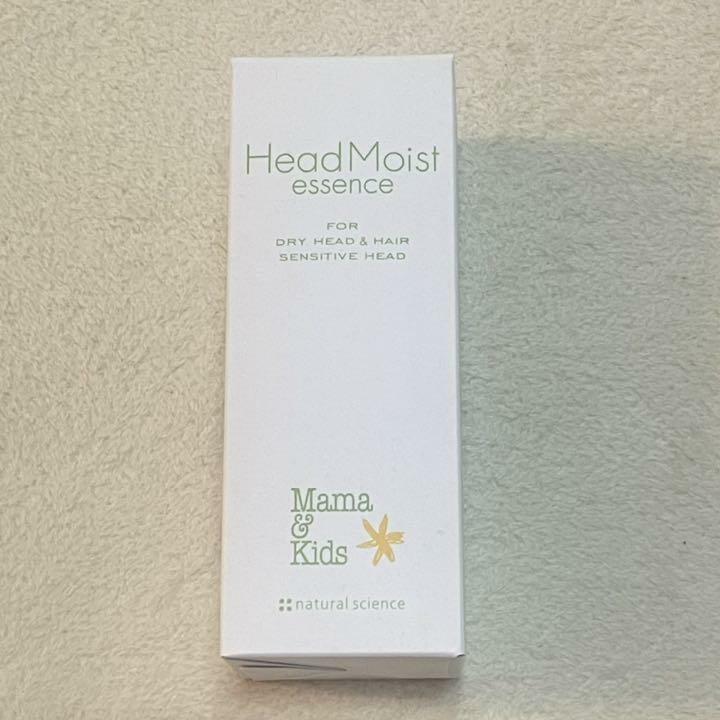 HeadMoist
essence
FOR
DRY HEAD & HAIR
SENSITIVE HEAD
Mama
&
Kids
natural science